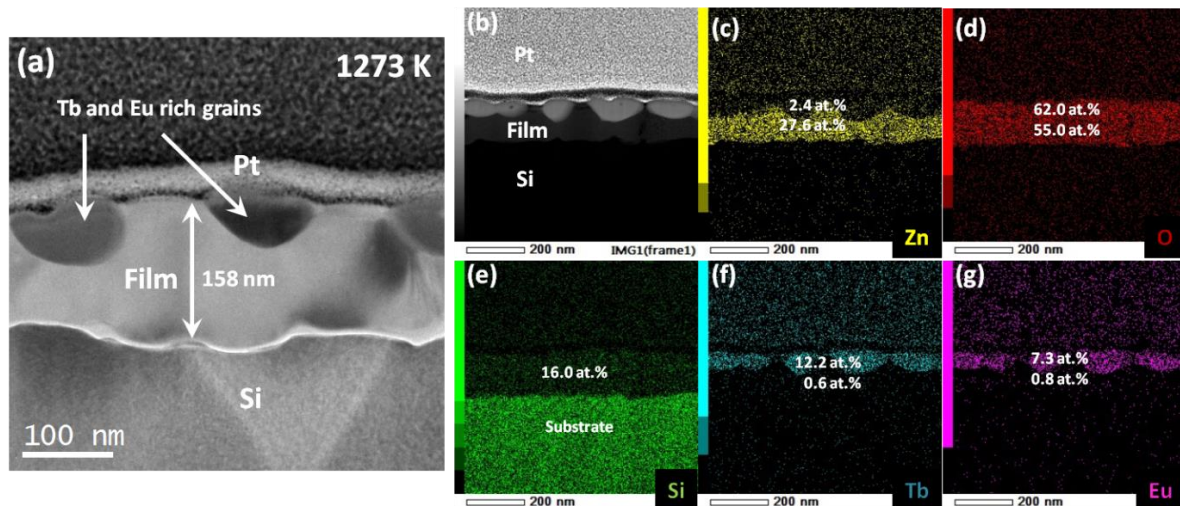 (a)
1273 K
Tb and Eu rich grains
Pt
Film
158 nm
Si
100 nm
(b)
Pt
Film
Si
200 nm
IMG1(frame1)
(c)
2.4 at.%
27.6 at.%
200 nm
Zn
(d)
62.0 at.%
55.0 at.%
200 nm
O
(e)
16.0 at.%
Substrate
200 nm
Si
(f)
12.2 at.%
0.6 at.%
200 nm
Tb
(g)
7.3 at.%
0.8 at.%
200 nm
Eu